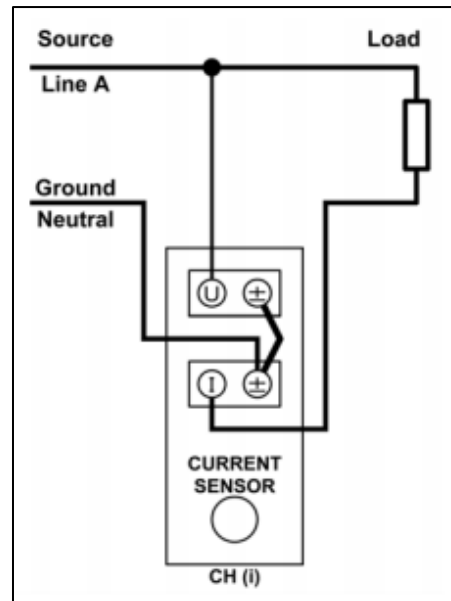 Source Load
Line A
Ground
Neutral
U ±
I ±
CURRENT
SENSOR
CH (i)